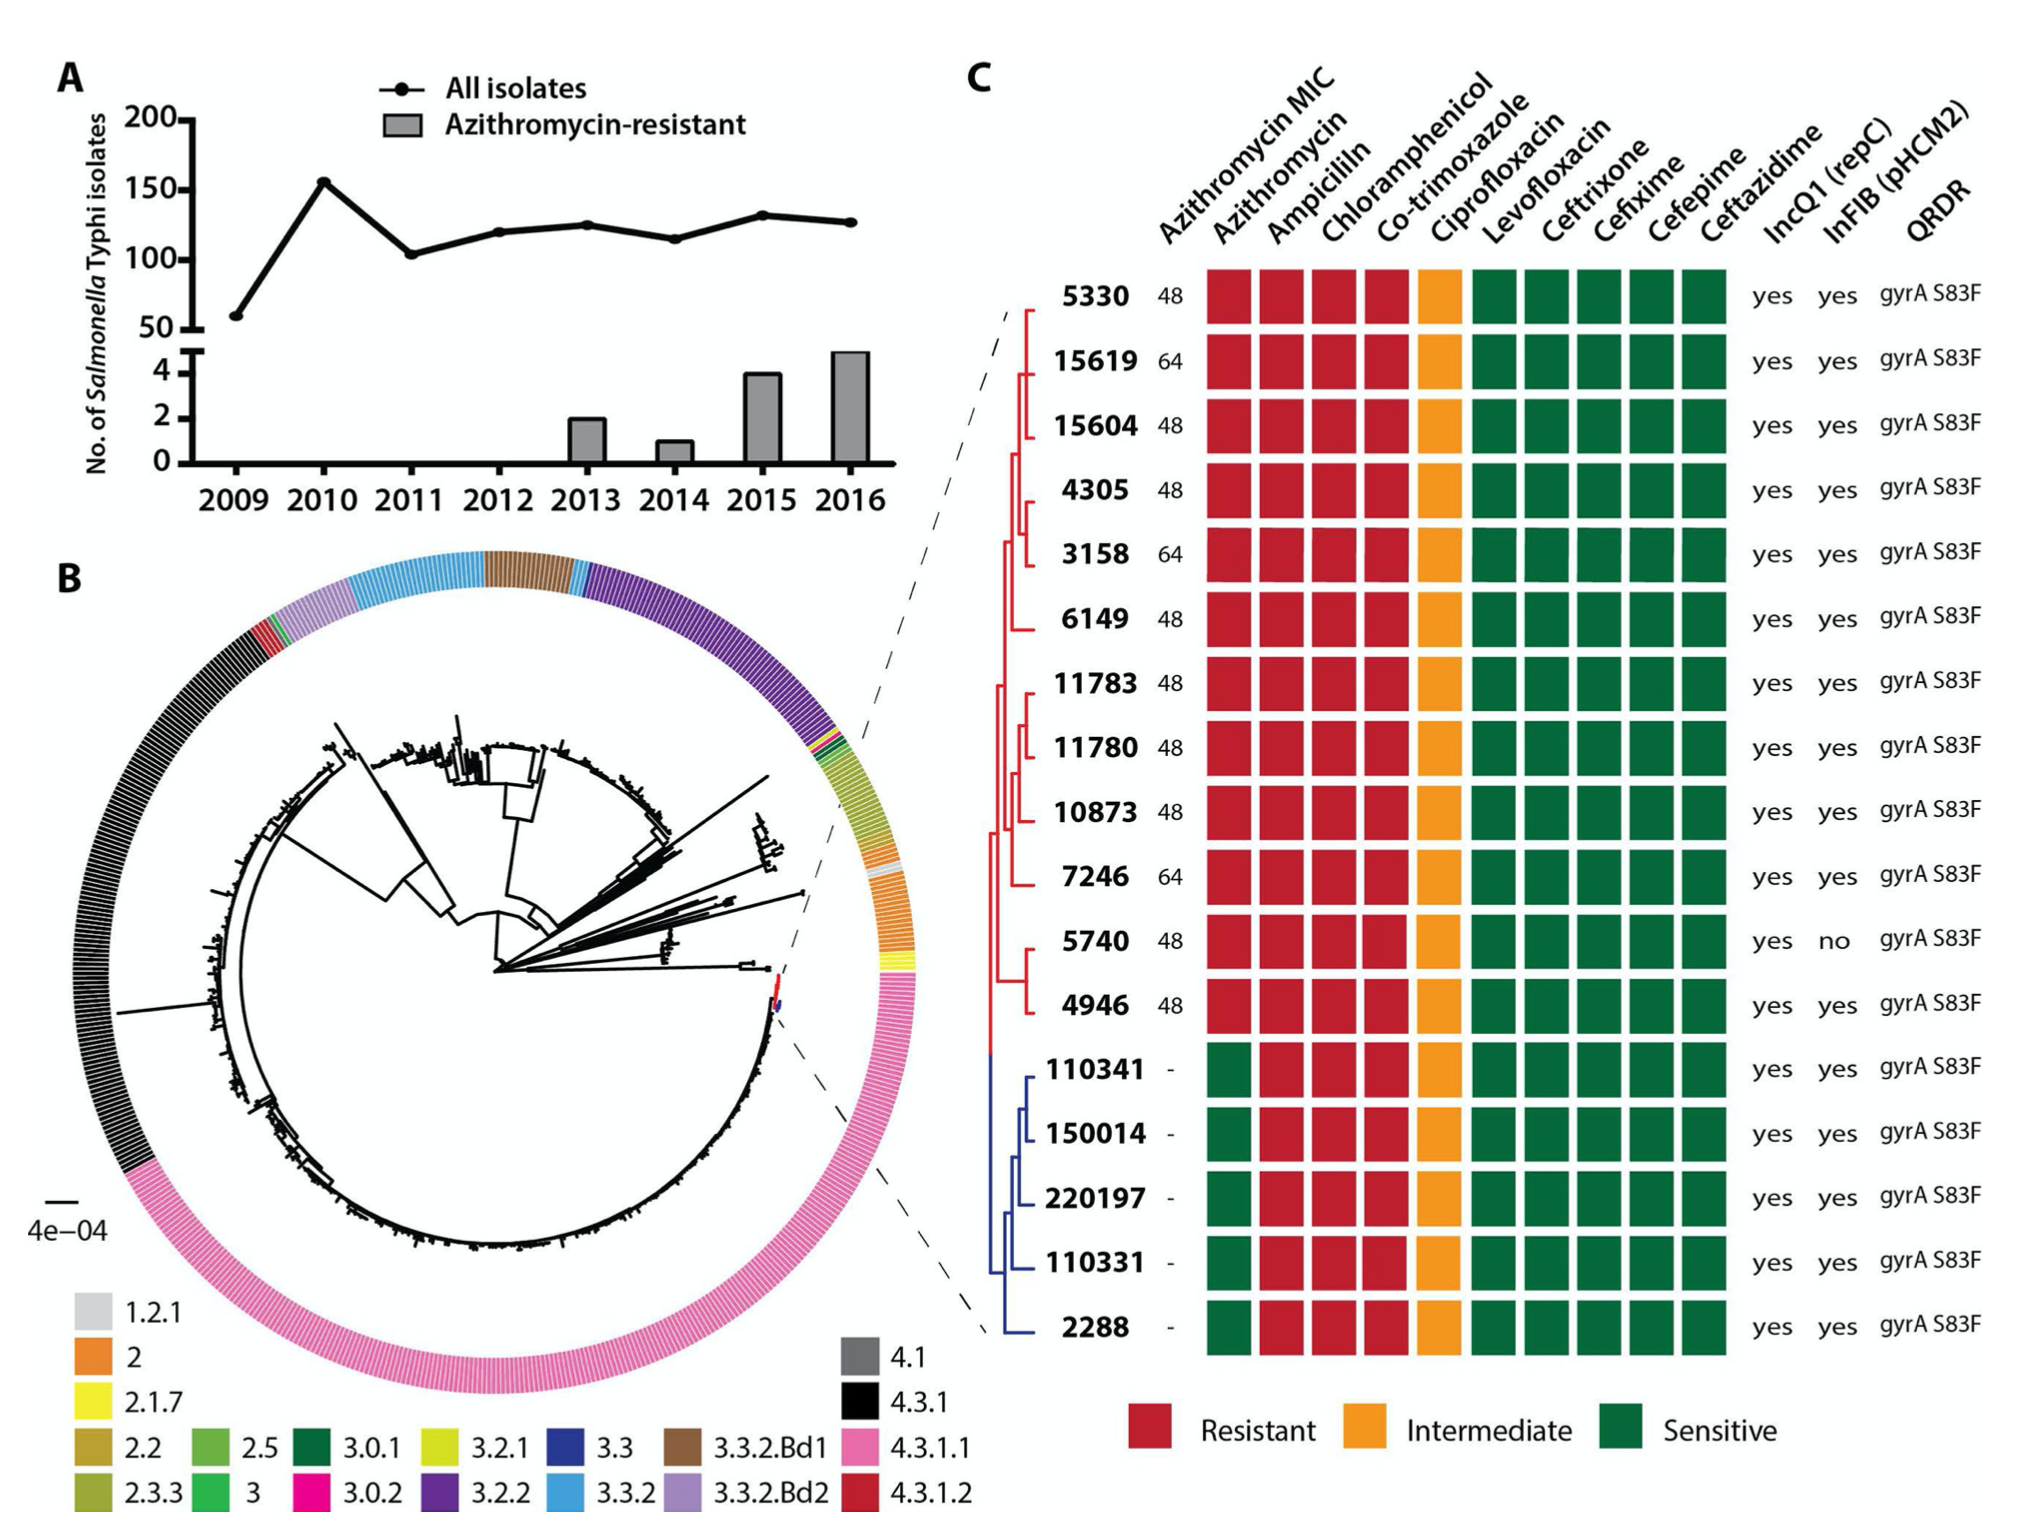 A
All isolates
Azithromycin-resistant
No. of Salmonella Typhi isolates
200
150
100
50
4
2
0
2009 2010 2011 2012 2013 2014 2015 2016
B
4e−04
1.2.1
2
2.1.7
2.2
2.3.3
2.5
3
3.0.1
3.0.2
3.2.1
3.2.2
3.3
3.3.2
3.3.2.Bd1
3.3.2.Bd2
4.1
4.3.1
4.3.1.1
4.3.1.2
C
Azithromycin MIC
Azithromycin
Ampicililn
Chloramphenicol
Co-trimoxazole
Ciprofloxacin
Levofloxacin
Ceftrixone
Cefixime
Cefepime
Ceftazidime
IncQ1 (repC)
InFIB (pHCM2)
QRDR
5330 48 yes yes gyrA S83F
15619 64 yes yes gyrA S83F
15604 48 yes yes gyrA S83F
4305 48 yes yes gyrA S83F
3158 64 yes yes gyrA S83F
6149 48 yes yes gyrA S83F
11783 48 yes yes gyrA S83F
11780 48 yes yes gyrA S83F
10873 48 yes yes gyrA S83F
7246 64 yes yes gyrA S83F
5740 48 yes no gyrA S83F
4946 48 yes yes gyrA S83F
110341 - yes yes gyrA S83F
150014 - yes yes gyrA S83F
220197 - yes yes gyrA S83F
110331 - yes yes gyrA S83F
2288 - yes yes gyrA S83F
Resistant Intermediate Sensitive